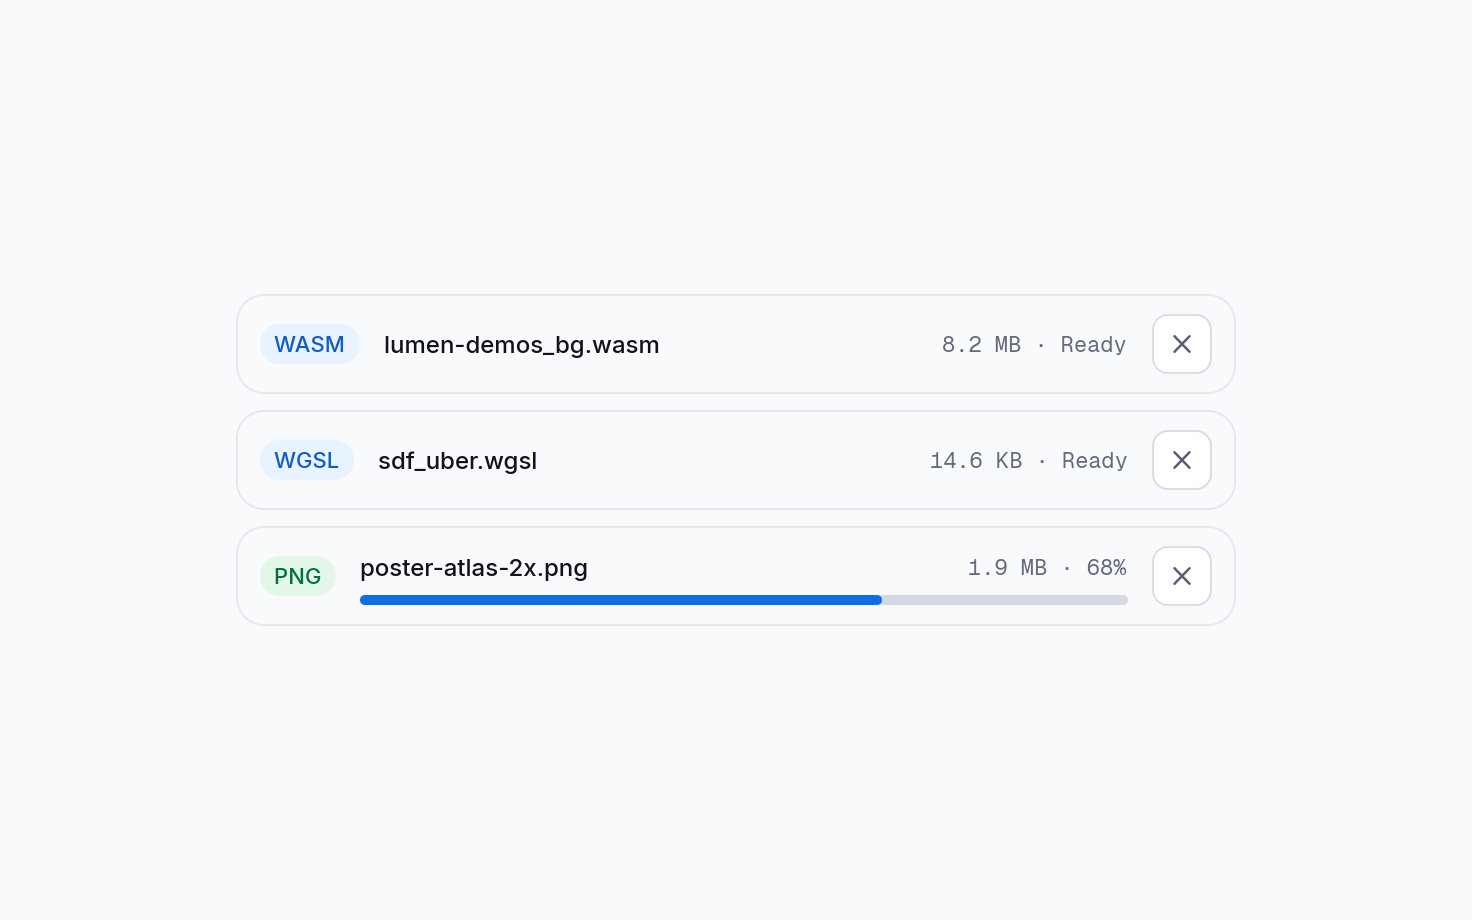 WASM lumen-demos_bg.wasm 8.2 MB · Ready
WGSL sdf_uber.wgsl 14.6 KB · Ready
PNG poster-atlas-2x.png 1.9 MB · 68%